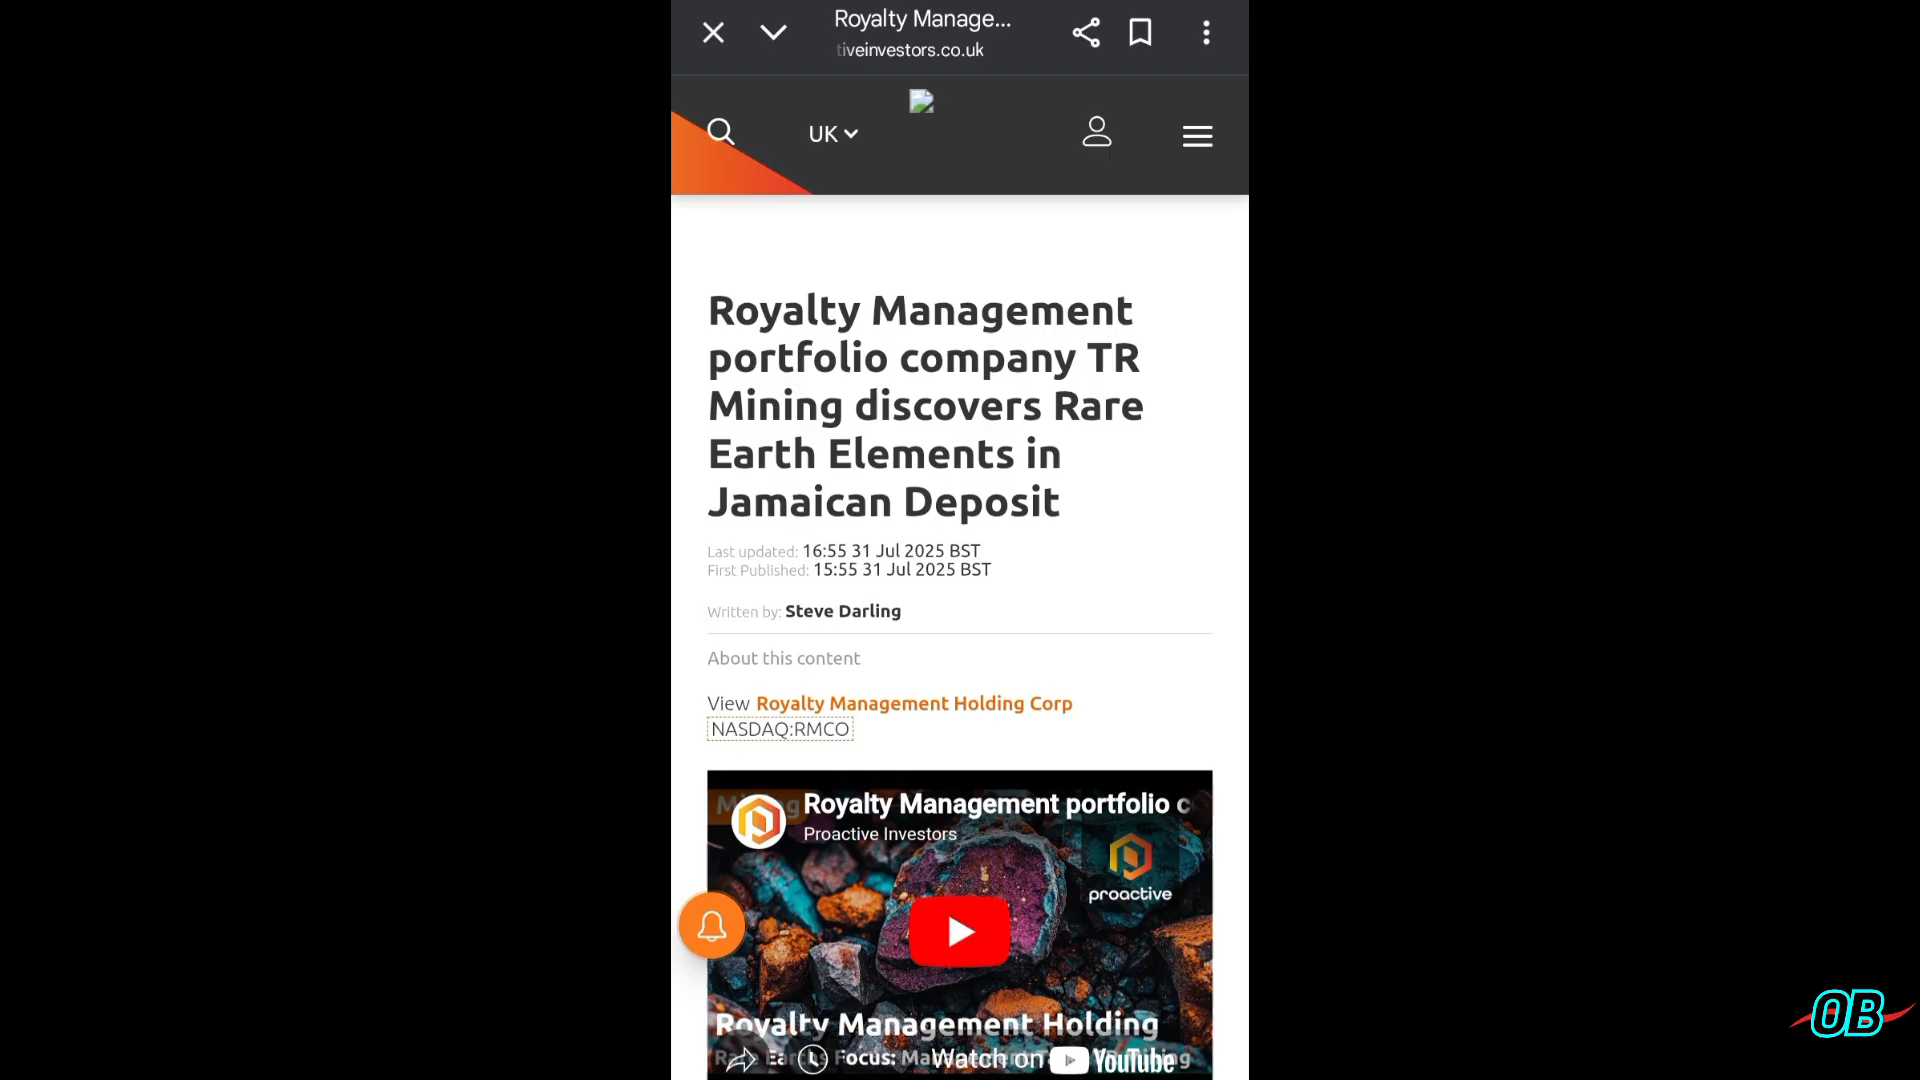 Royalty Manage...
tiveinvestors.co.uk
UK
Royalty Management
portfolio company TR
Mining discovers Rare
Earth Elements in
Jamaican Deposit
Last updated: 16:55 31 Jul 2025 BST
First Published: 15:55 31 Jul 2025 BST
Written by: Steve Darling
About this content
View Royalty Management Holding Corp
NASDAQ:RMCO
Royalty Management portfolio c
Proactive Investors
proactive
Royalty Management Holding
Focus:
Watch on YouTube
OB